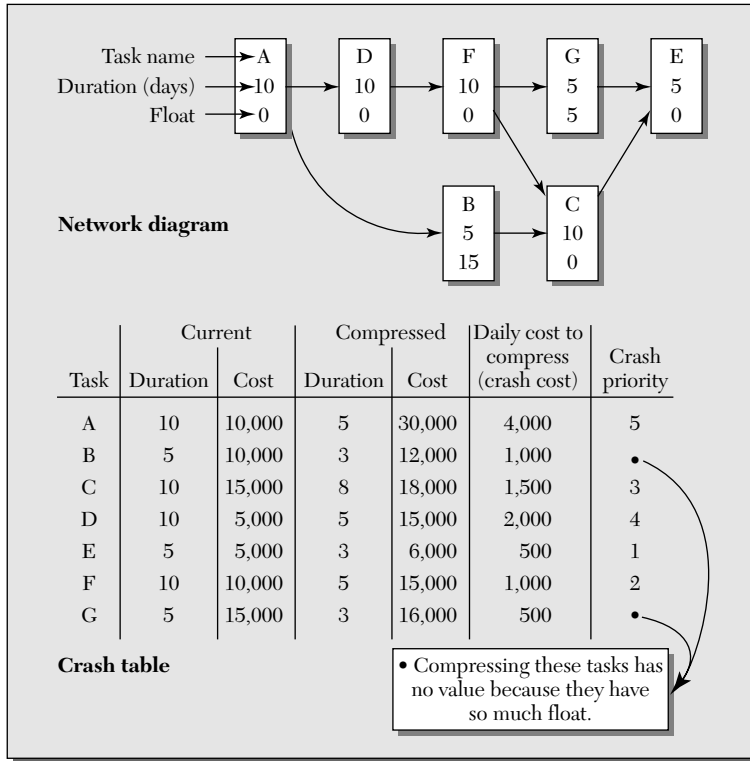 Task name A D F G E
Duration (days) 10 10 10 5 5
Float 0 0 0 5 0
B C
5 10
15 0
Network diagram
Current Compressed Daily cost to
compress
(crash cost) Crash
priority
Task Duration Cost Duration Cost
A 10 10,000 5 30,000 4,000 5
B 5 10,000 3 12,000 1,000 •
C 10 15,000 8 18,000 1,500 3
D 10 5,000 5 15,000 2,000 4
E 5 5,000 3 6,000 500 1
F 10 10,000 5 15,000 1,000 2
G 5 15,000 3 16,000 500 •
Crash table
• Compressing these tasks has
no value because they have
so much float.